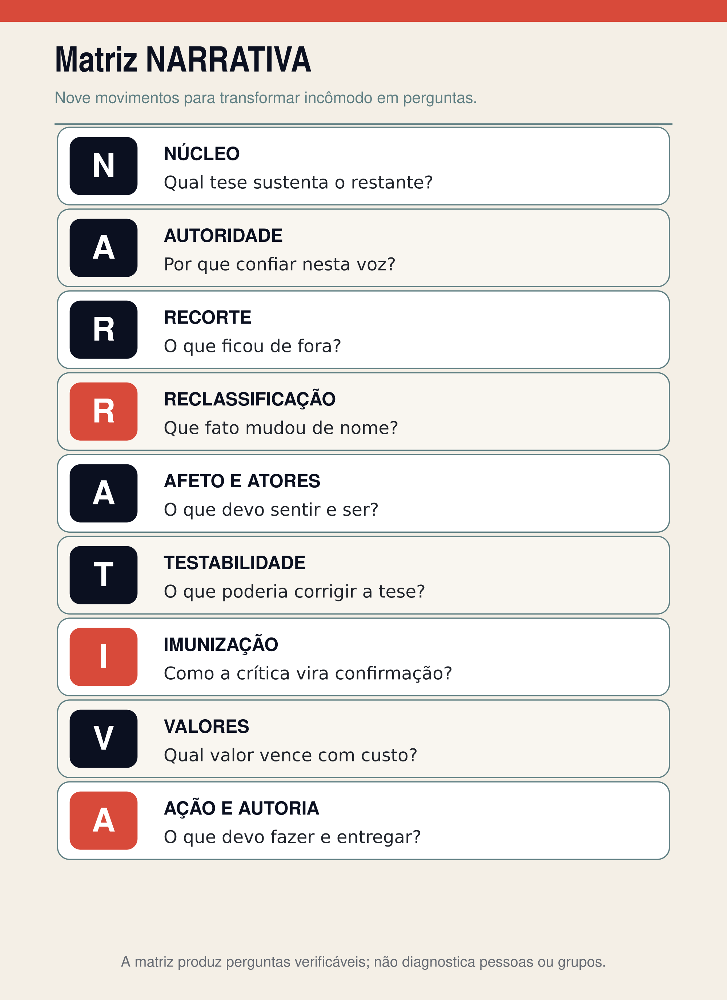 Matriz NARRATIVA
Nove movimentos para transformar incômodo em perguntas.
N
NÚCLEO
Qual tese sustenta o restante?
A
AUTORIDADE
Por que confiar nesta voz?
R
RECORTE
O que ficou de fora?
R
RECLASSIFICAÇÃO
Que fato mudou de nome?
A
AFETO E ATORES
O que devo sentir e ser?
T
TESTABILIDADE
O que poderia corrigir a tese?
I
IMUNIZAÇÃO
Como a crítica vira confirmação?
V
VALORES
Qual valor vence com custo?
A
AÇÃO E AUTORIA
O que devo fazer e entregar?
A matriz produz perguntas verificáveis; não diagnostica pessoas ou grupos.